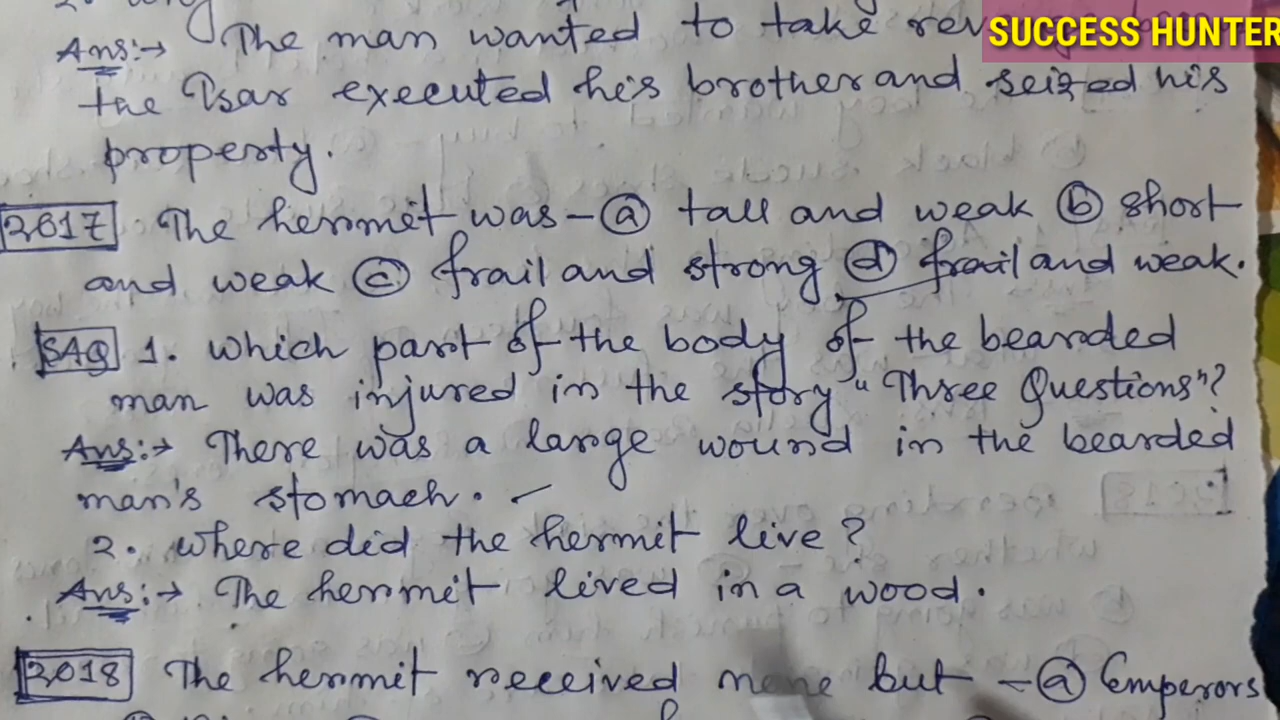 SUCCESS HUNTER
Ans:→ The man wanted to take
the Tsar executed his brother and seized his
property.
2017 The hermit was – ⓐ tall and weak ⓑ short
and weak ⓒ frail and strong ⓓ frail and weak.
SAQ 1. Which part of the body of the bearded
man was injured in the story "Three Questions"?
Ans:→ There was a large wound in the bearded
man's stomach.
2. Where did the hermit live?
Ans:→ The hermit lived in a wood.
2018 The hermit received none but – ⓐ Emperors